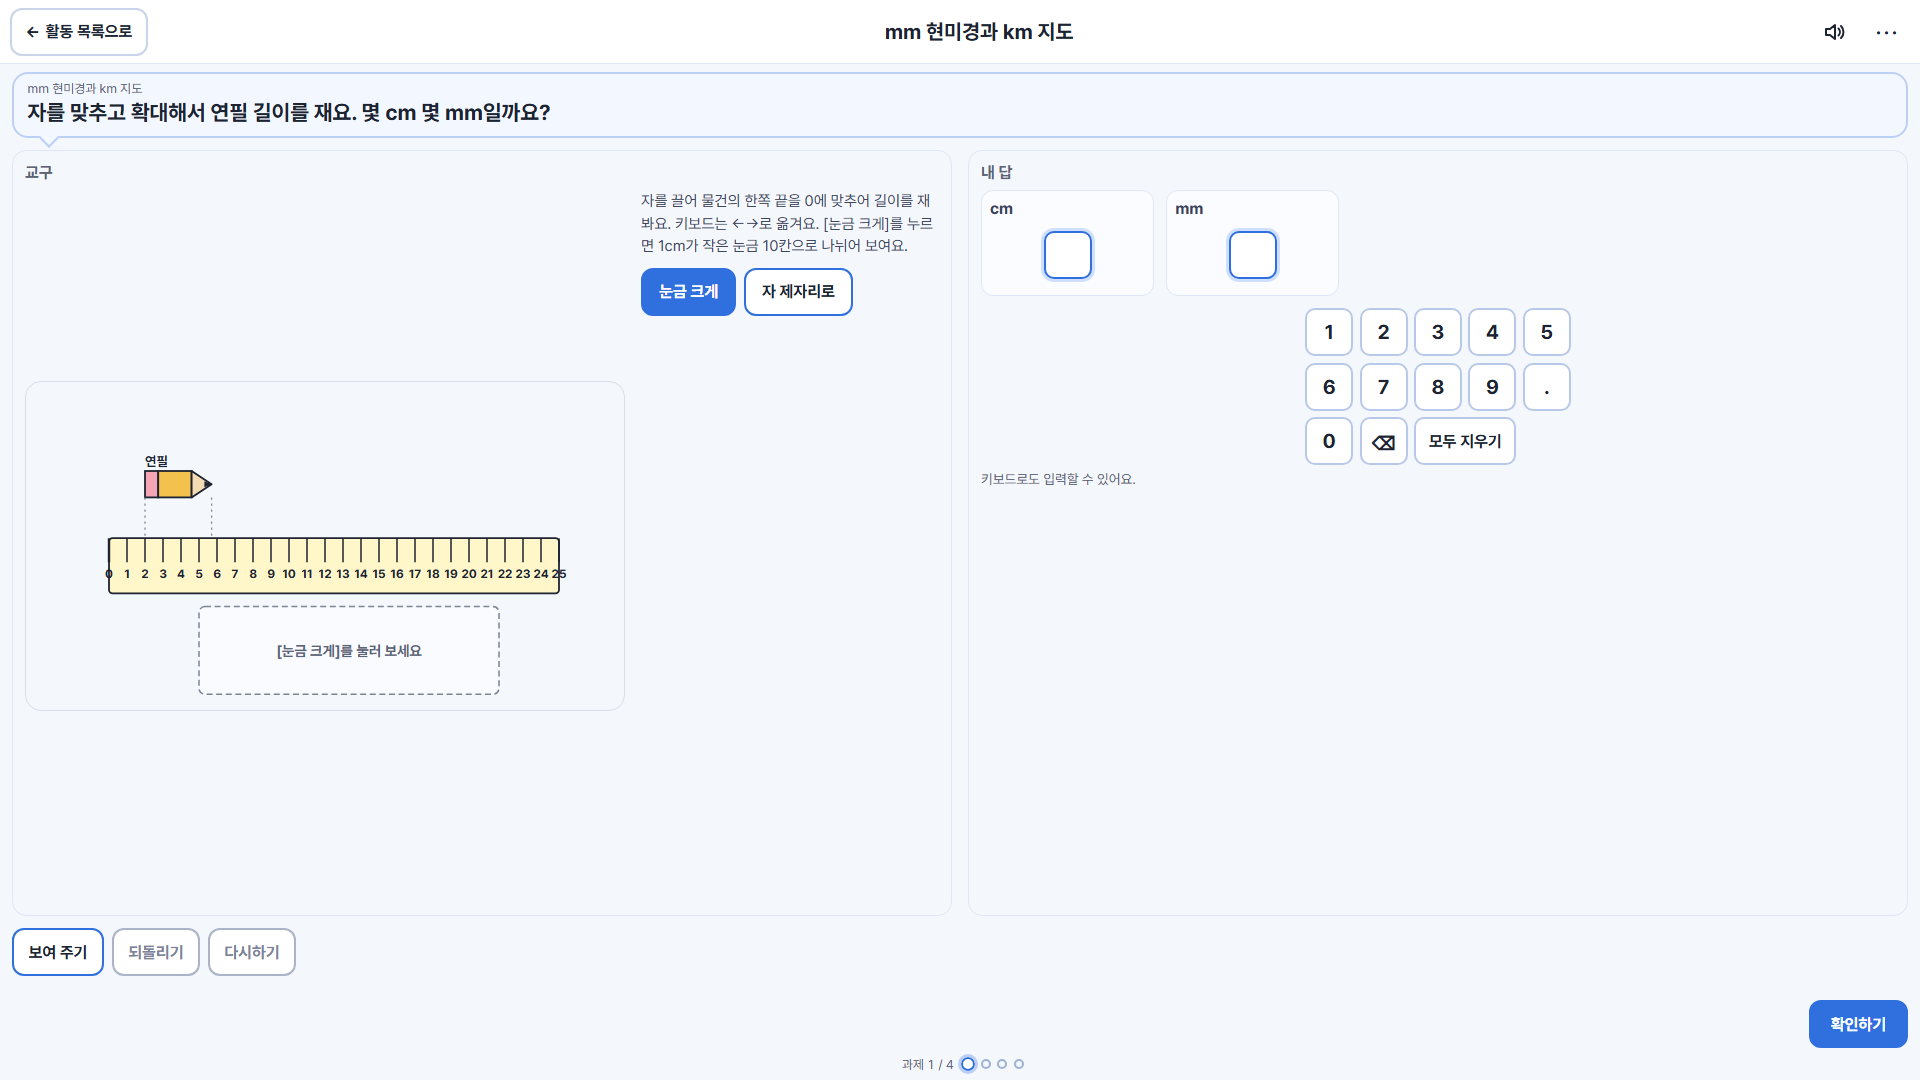 ← 활동 목록으로
mm 현미경과 km 지도
mm 현미경과 km 지도
자를 맞추고 확대해서 연필 길이를 재요. 몇 cm 몇 mm일까요?
교구
자를 끌어 물건의 한쪽 끝을 0에 맞추어 길이를 재
봐요. 키보드는 ←→로 옮겨요. [눈금 크게]를 누르
면 1cm가 작은 눈금 10칸으로 나뉘어 보여요.
눈금 크게
자 제자리로
연필
0 1 2 3 4 5 6 7 8 9 10 11 12 13 14 15 16 17 18 19 20 21 22 23 24 25
[눈금 크게]를 눌러 보세요
내 답
cm
mm
1 2 3 4 5
6 7 8 9 .
0 ⌫ 모두 지우기
키보드로도 입력할 수 있어요.
보여 주기
되돌리기
다시하기
확인하기
과제 1 / 4